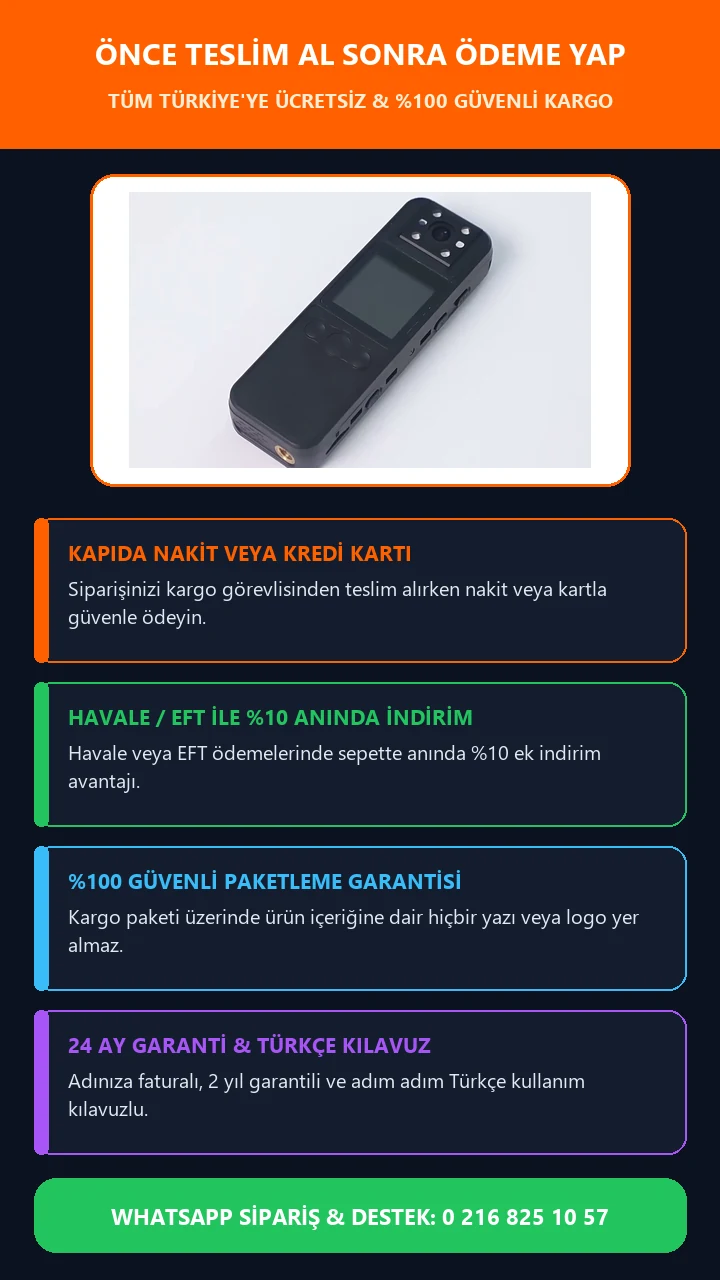 ÖNCE TESLİM AL SONRA ÖDEME YAP
TÜM TÜRKİYE'YE ÜCRETSİZ & %100 GÜVENLİ KARGO
KAPIDA NAKİT VEYA KREDİ KARTI
Siparişinizi kargo görevlisinden teslim alırken nakit veya kartla
güvenle ödeyin.
HAVALE / EFT İLE %10 ANINDA İNDİRİM
Havale veya EFT ödemelerinde sepette anında %10 ek indirim
avantajı.
%100 GÜVENLİ PAKETLEME GARANTİSİ
Kargo paketi üzerinde ürün içeriğine dair hiçbir yazı veya logo yer
almaz.
24 AY GARANTİ & TÜRKÇE KILAVUZ
Adınıza faturalı, 2 yıl garantili ve adım adım Türkçe kullanım
kılavuzlu.
WHATSAPP SİPARİŞ & DESTEK: 0 216 825 10 57